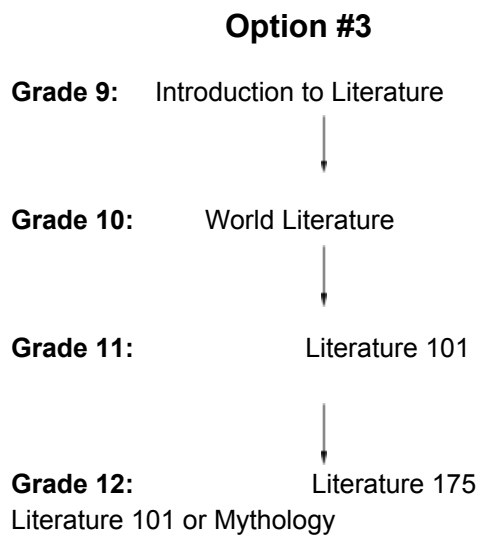 Option #3
Grade 9: Introduction to Literature
Grade 10: World Literature
Grade 11: Literature 101
Grade 12: Literature 175
Literature 101 or Mythology